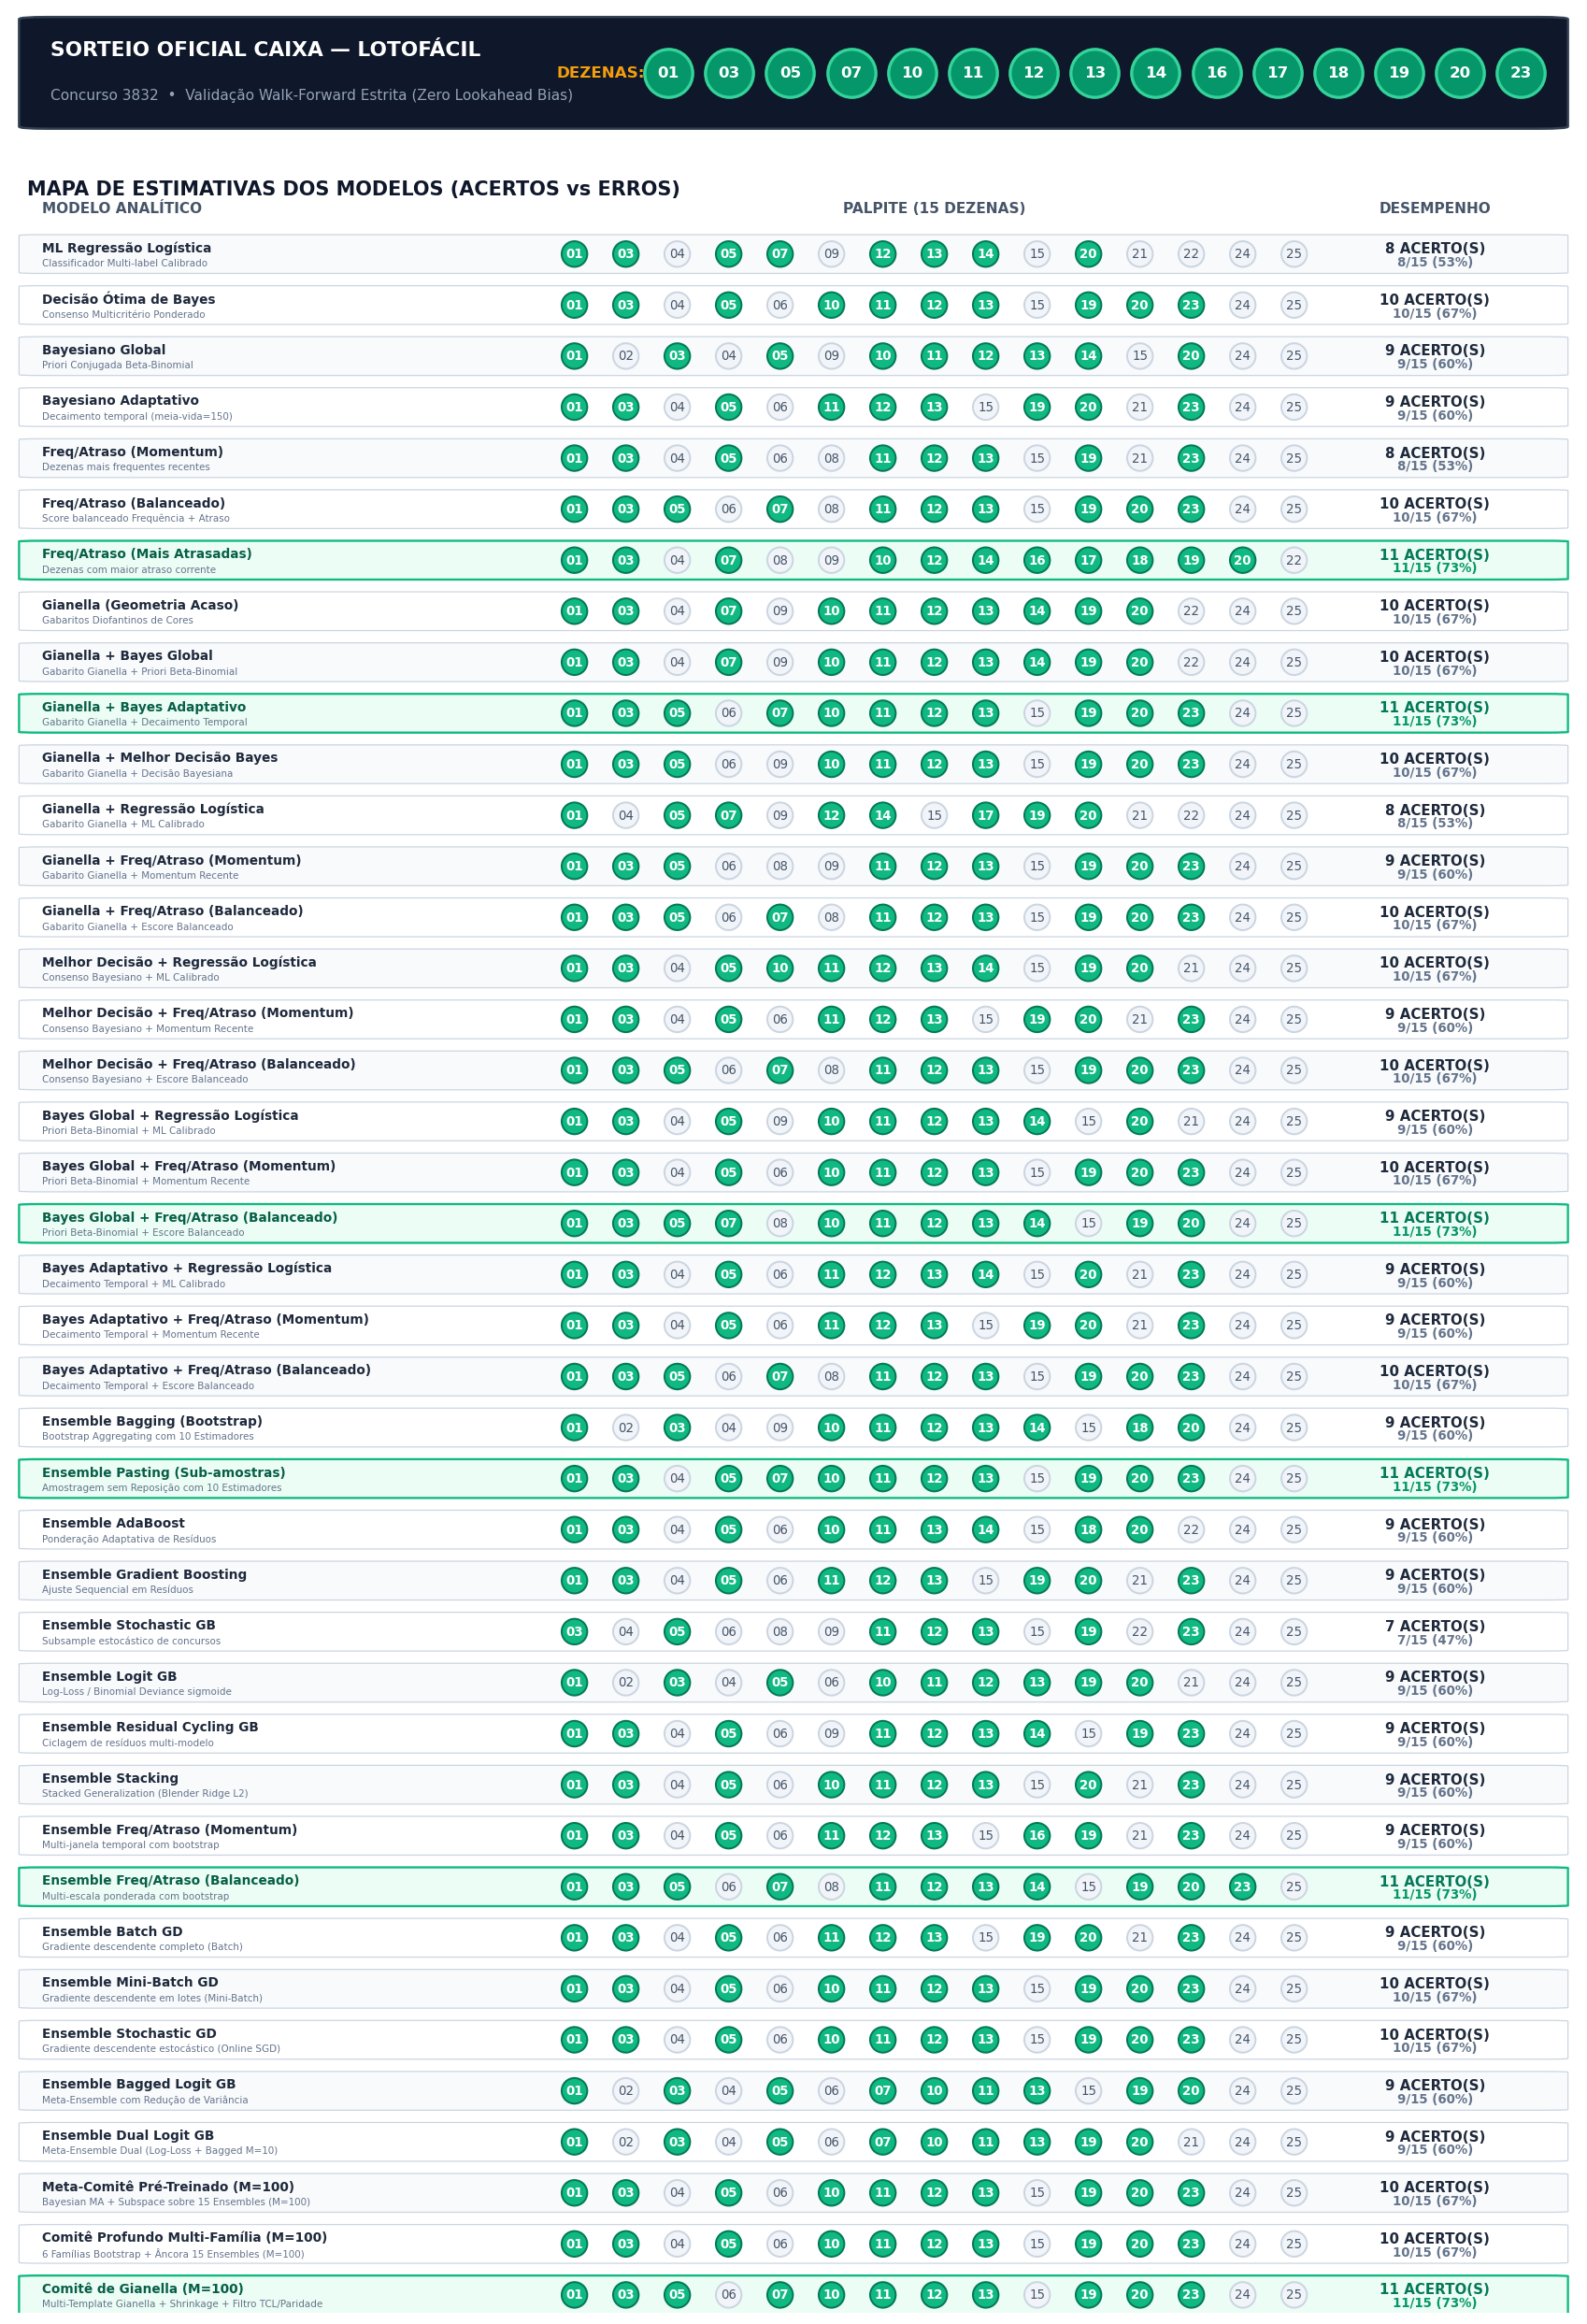 SORTEIO OFICIAL CAIXA — LOTOFÁCIL
DEZENAS: 01 03 05 07 10 11 12 13 14 16 17 18 19 20 23
Concurso 3832 • Validação Walk-Forward Estrita (Zero Lookahead Bias)
MAPA DE ESTIMATIVAS DOS MODELOS (ACERTOS vs ERROS)
MODELO ANALÍTICO PALPITE (15 DEZENAS) DESEMPENHO
ML Regressão Logística 01 03 04 05 07 09 12 13 14 15 20 21 22 24 25 8 ACERTO(S)
Classificador Multi-label Calibrado 8/15 (53%)
Decisão Ótima de Bayes 01 03 04 05 06 10 11 12 13 15 19 20 23 24 25 10 ACERTO(S)
Consenso Multicritério Ponderado 10/15 (67%)
Bayesiano Global 01 02 03 04 05 09 10 11 12 13 14 15 20 24 25 9 ACERTO(S)
Priori Conjugada Beta-Binomial 9/15 (60%)
Bayesiano Adaptativo 01 03 04 05 06 11 12 13 15 19 20 21 23 24 25 9 ACERTO(S)
Decaimento temporal (meia-vida=150) 9/15 (60%)
Freq/Atraso (Momentum) 01 03 04 05 06 08 11 12 13 15 19 21 23 24 25 8 ACERTO(S)
Dezenas mais frequentes recentes 8/15 (53%)
Freq/Atraso (Balanceado) 01 03 05 06 07 08 11 12 13 15 19 20 23 24 25 10 ACERTO(S)
Score balanceado Frequência + Atraso 10/15 (67%)
Freq/Atraso (Mais Atrasadas) 01 03 04 07 08 09 10 12 14 16 17 18 19 20 22 11 ACERTO(S)
Dezenas com maior atraso corrente 11/15 (73%)
Gianella (Geometria Acaso) 01 03 04 07 09 10 11 12 13 14 19 20 22 24 25 10 ACERTO(S)
Gabaritos Diofantinos de Cores 10/15 (67%)
Gianella + Bayes Global 01 03 04 07 09 10 11 12 13 14 19 20 22 24 25 10 ACERTO(S)
Gabarito Gianella + Priori Beta-Binomial 10/15 (67%)
Gianella + Bayes Adaptativo 01 03 05 06 07 10 11 12 13 15 19 20 23 24 25 11 ACERTO(S)
Gabarito Gianella + Decaimento Temporal 11/15 (73%)
Gianella + Melhor Decisão Bayes 01 03 05 06 09 10 11 12 13 15 19 20 23 24 25 10 ACERTO(S)
Gabarito Gianella + Decisão Bayesiana 10/15 (67%)
Gianella + Regressão Logística 01 04 05 07 09 12 14 15 17 19 20 21 22 24 25 8 ACERTO(S)
Gabarito Gianella + ML Calibrado 8/15 (53%)
Gianella + Freq/Atraso (Momentum) 01 03 05 06 08 09 11 12 13 15 19 20 23 24 25 9 ACERTO(S)
Gabarito Gianella + Momentum Recente 9/15 (60%)
Gianella + Freq/Atraso (Balanceado) 01 03 05 06 07 08 11 12 13 15 19 20 23 24 25 10 ACERTO(S)
Gabarito Gianella + Escore Balanceado 10/15 (67%)
Melhor Decisão + Regressão Logística 01 03 04 05 10 11 12 13 14 15 19 20 21 24 25 10 ACERTO(S)
Consenso Bayesiano + ML Calibrado 10/15 (67%)
Melhor Decisão + Freq/Atraso (Momentum) 01 03 04 05 06 11 12 13 15 19 20 21 23 24 25 9 ACERTO(S)
Consenso Bayesiano + Momentum Recente 9/15 (60%)
Melhor Decisão + Freq/Atraso (Balanceado) 01 03 05 06 07 08 11 12 13 15 19 20 23 24 25 10 ACERTO(S)
Consenso Bayesiano + Escore Balanceado 10/15 (67%)
Bayes Global + Regressão Logística 01 03 04 05 09 10 11 12 13 14 15 20 21 24 25 9 ACERTO(S)
Priori Beta-Binomial + ML Calibrado 9/15 (60%)
Bayes Global + Freq/Atraso (Momentum) 01 03 04 05 06 10 11 12 13 15 19 20 23 24 25 10 ACERTO(S)
Priori Beta-Binomial + Momentum Recente 10/15 (67%)
Bayes Global + Freq/Atraso (Balanceado) 01 03 05 07 08 10 11 12 13 14 15 19 20 24 25 11 ACERTO(S)
Priori Beta-Binomial + Escore Balanceado 11/15 (73%)
Bayes Adaptativo + Regressão Logística 01 03 04 05 06 11 12 13 14 15 20 21 23 24 25 9 ACERTO(S)
Decaimento Temporal + ML Calibrado 9/15 (60%)
Bayes Adaptativo + Freq/Atraso (Momentum) 01 03 04 05 06 11 12 13 15 19 20 21 23 24 25 9 ACERTO(S)
Decaimento Temporal + Momentum Recente 9/15 (60%)
Bayes Adaptativo + Freq/Atraso (Balanceado) 01 03 05 06 07 08 11 12 13 15 19 20 23 24 25 10 ACERTO(S)
Decaimento Temporal + Escore Balanceado 10/15 (67%)
Ensemble Bagging (Bootstrap) 01 02 03 04 09 10 11 12 13 14 15 18 20 24 25 9 ACERTO(S)
Bootstrap Aggregating com 10 Estimadores 9/15 (60%)
Ensemble Pasting (Sub-amostras) 01 03 04 05 07 10 11 12 13 15 19 20 23 24 25 11 ACERTO(S)
Amostragem sem Reposição com 10 Estimadores 11/15 (73%)
Ensemble AdaBoost 01 03 04 05 06 10 11 13 14 15 18 20 22 24 25 9 ACERTO(S)
Ponderação Adaptativa de Resíduos 9/15 (60%)
Ensemble Gradient Boosting 01 03 04 05 06 11 12 13 15 19 20 21 23 24 25 9 ACERTO(S)
Ajuste Sequencial em Resíduos 9/15 (60%)
Ensemble Stochastic GB 03 04 05 06 08 09 11 12 13 15 19 22 23 24 25 7 ACERTO(S)
Subsample estocástico de concursos 7/15 (47%)
Ensemble Logit GB 01 02 03 04 05 06 10 11 12 13 19 20 21 24 25 9 ACERTO(S)
Log-Loss / Binomial Deviance sigmoide 9/15 (60%)
Ensemble Residual Cycling GB 01 03 04 05 06 09 11 12 13 14 15 19 23 24 25 9 ACERTO(S)
Ciclagem de resíduos multi-modelo 9/15 (60%)
Ensemble Stacking 01 03 04 05 06 10 11 12 13 15 20 21 23 24 25 9 ACERTO(S)
Stacked Generalization (Blender Ridge L2) 9/15 (60%)
Ensemble Freq/Atraso (Momentum) 01 03 04 05 06 11 12 13 15 16 19 21 23 24 25 9 ACERTO(S)
Multi-janela temporal com bootstrap 9/15 (60%)
Ensemble Freq/Atraso (Balanceado) 01 03 05 06 07 08 11 12 13 14 15 19 20 23 25 11 ACERTO(S)
Multi-escala ponderada com bootstrap 11/15 (73%)
Ensemble Batch GD 01 03 04 05 06 11 12 13 15 19 20 21 23 24 25 9 ACERTO(S)
Gradiente descendente completo (Batch) 9/15 (60%)
Ensemble Mini-Batch GD 01 03 04 05 06 10 11 12 13 15 19 20 23 24 25 10 ACERTO(S)
Gradiente descendente em lotes (Mini-Batch) 10/15 (67%)
Ensemble Stochastic GD 01 03 04 05 06 10 11 12 13 15 19 20 23 24 25 10 ACERTO(S)
Gradiente descendente estocástico (Online SGD) 10/15 (67%)
Ensemble Bagged Logit GB 01 02 03 04 05 06 07 10 11 13 15 19 20 24 25 9 ACERTO(S)
Meta-Ensemble com Redução de Variância 9/15 (60%)
Ensemble Dual Logit GB 01 02 03 04 05 06 07 10 11 13 19 20 21 24 25 9 ACERTO(S)
Meta-Ensemble Dual (Log-Loss + Bagged M=10) 9/15 (60%)
Meta-Comitê Pré-Treinado (M=100) 01 03 04 05 06 10 11 12 13 15 19 20 23 24 25 10 ACERTO(S)
Bayesian MA + Subspace sobre 15 Ensembles (M=100) 10/15 (67%)
Comitê Profundo Multi-Família (M=100) 01 03 04 05 06 10 11 12 13 15 19 20 23 24 25 10 ACERTO(S)
6 Famílias Bootstrap + Âncora 15 Ensembles (M=100) 10/15 (67%)
Comitê de Gianella (M=100) 01 03 05 06 07 10 11 12 13 15 19 20 23 24 25 11 ACERTO(S)
Multi-Template Gianella + Shrinkage + Filtro TCL/Paridade 11/15 (73%)